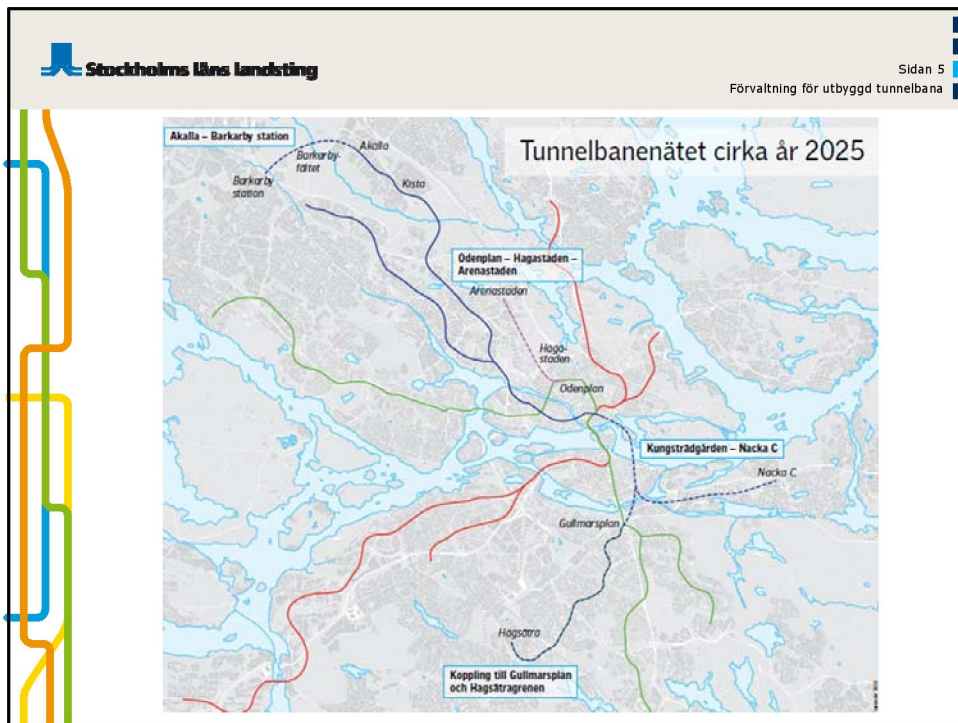 Stockholms läns landsting
Sidan 5
Förvaltning för utbyggd tunnelbana
Tunnelbanenätet cirka år 2025
Akalla – Barkarby station
Akalla
Barkarby-
fältet
Barkarby
station
Kista
Odenplan – Hagastaden –
Arenastaden
Arenastaden
Haga-
staden
Odenplan
Kungsträdgården – Nacka C
Nacka C
Gullmarsplan
Hagsätra
Koppling till Gullmarsplan
och Hagsätragrenen